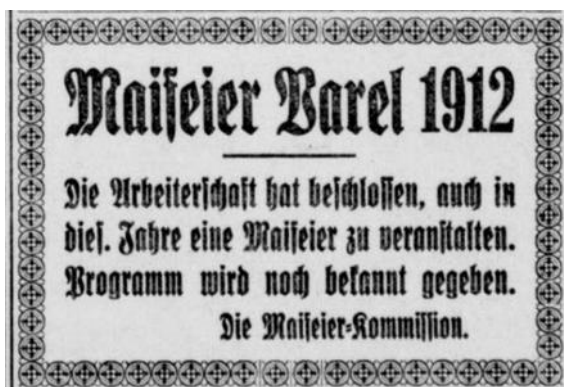 Maifeier Varel 1912
Die Arbeiterschaft hat beschlossen, auch in
dies. Jahre eine Maifeier zu veranstalten.
Programm wird noch bekannt gegeben.
Die Maifeier-Kommission.